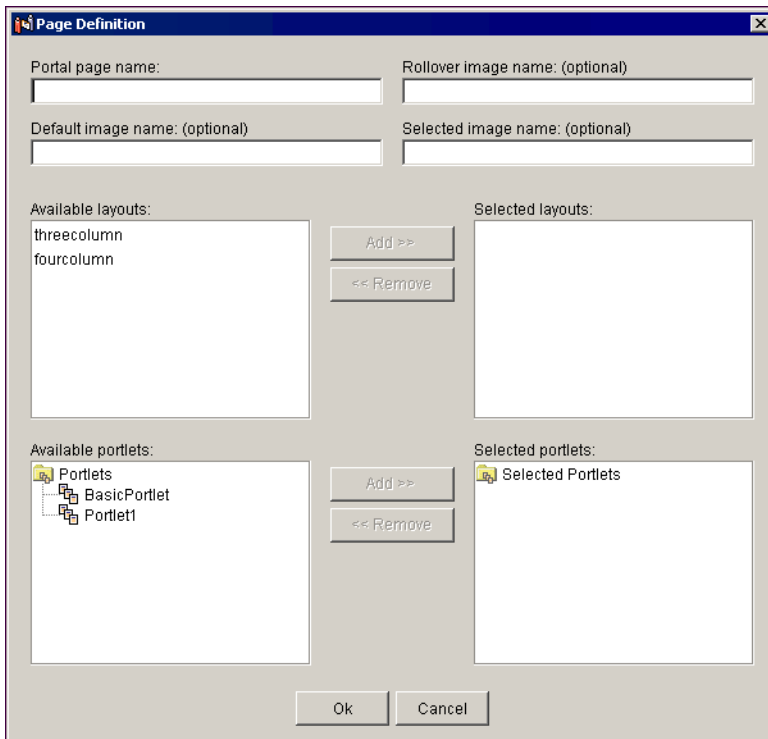 Page Definition
Portal page name:
Rollover image name: (optional)
Default image name: (optional)
Selected image name: (optional)
Available layouts:
threecolumn
fourcolumn
Add >>
<< Remove
Selected layouts:
Available portlets:
Portlets
BasicPortlet
Portlet1
Add >>
<< Remove
Selected portlets:
Selected Portlets
Ok
Cancel